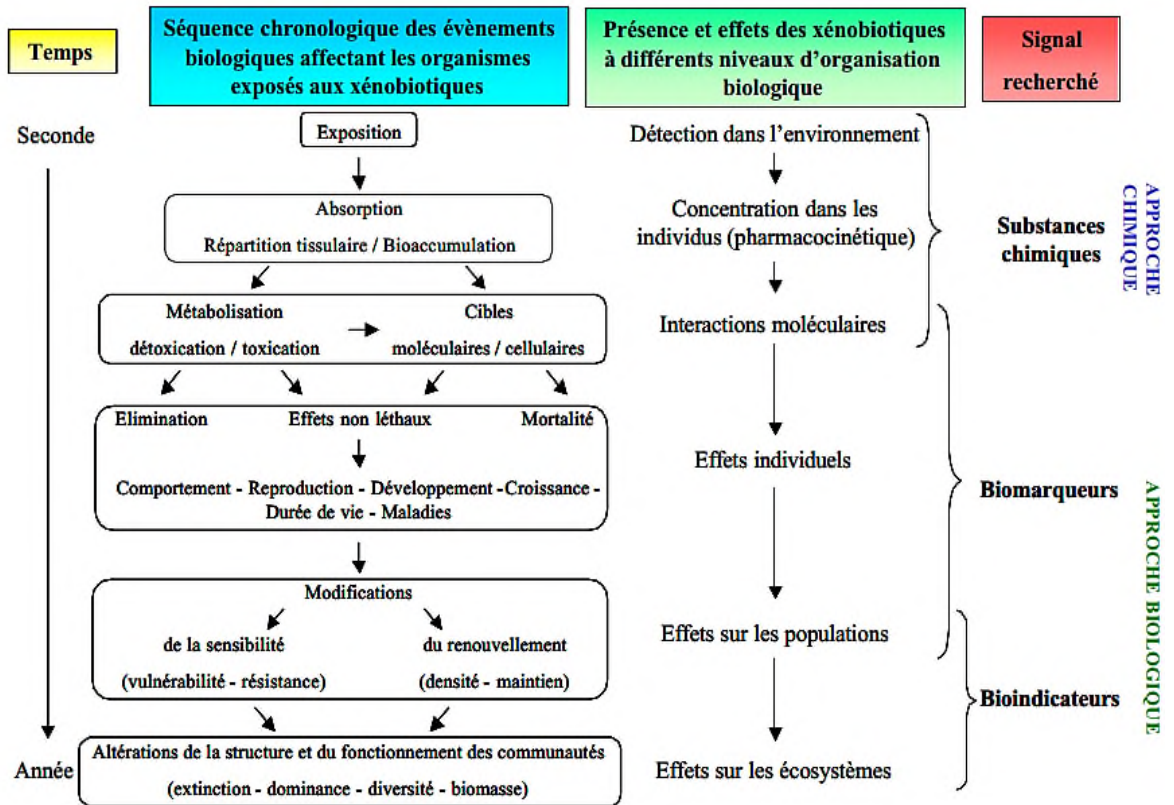 Temps
Séquence chronologique des évènements
biologiques affectant les organismes
exposés aux xénobiotiques
Présence et effets des xénobiotiques
à différents niveaux d'organisation
biologique
Signal
recherché
Seconde
Année
Exposition
Absorption
Répartition tissulaire / Bioaccumulation
Métabolisation
détoxication / toxication
Cibles
moléculaires / cellulaires
Elimination
Effets non léthaux
Mortalité
Comportement - Reproduction - Développement -Croissance -
Durée de vie - Maladies
Modifications
de la sensibilité
(vulnérabilité - résistance)
du renouvellement
(densité - maintien)
Altérations de la structure et du fonctionnement des communautés
(extinction - dominance - diversité - biomasse)
Détection dans l'environnement
Concentration dans les
individus (pharmacocinétique)
Interactions moléculaires
Effets individuels
Effets sur les populations
Effets sur les écosystèmes
Substances
chimiques
Biomarqueurs
Bioindicateurs
APPROCHE
CHIMIQUE
APPROCHE BIOLOGIQUE